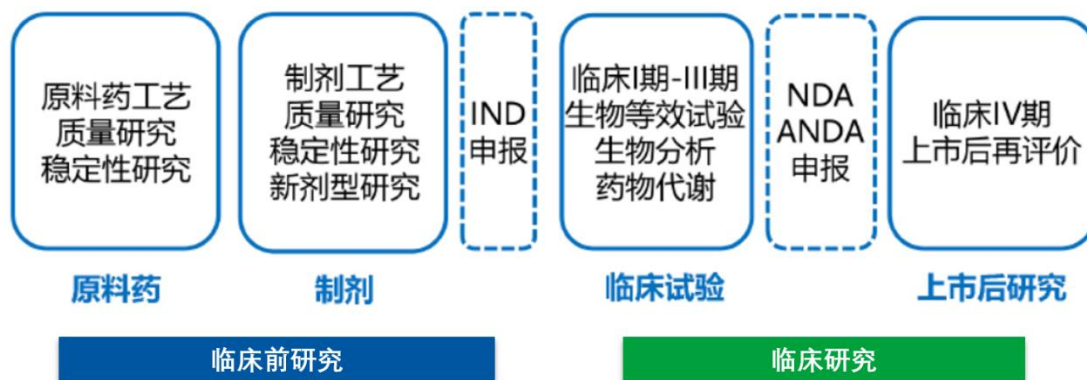 原料药工艺
质量研究
稳定性研究
制剂工艺
质量研究
稳定性研究
新剂型研究
IND
申报
临床I期-III期
生物等效试验
生物分析
药物代谢
NDA
ANDA
申报
临床IV期
上市后再评价
原料药
制剂
临床试验
上市后研究
临床前研究
临床研究